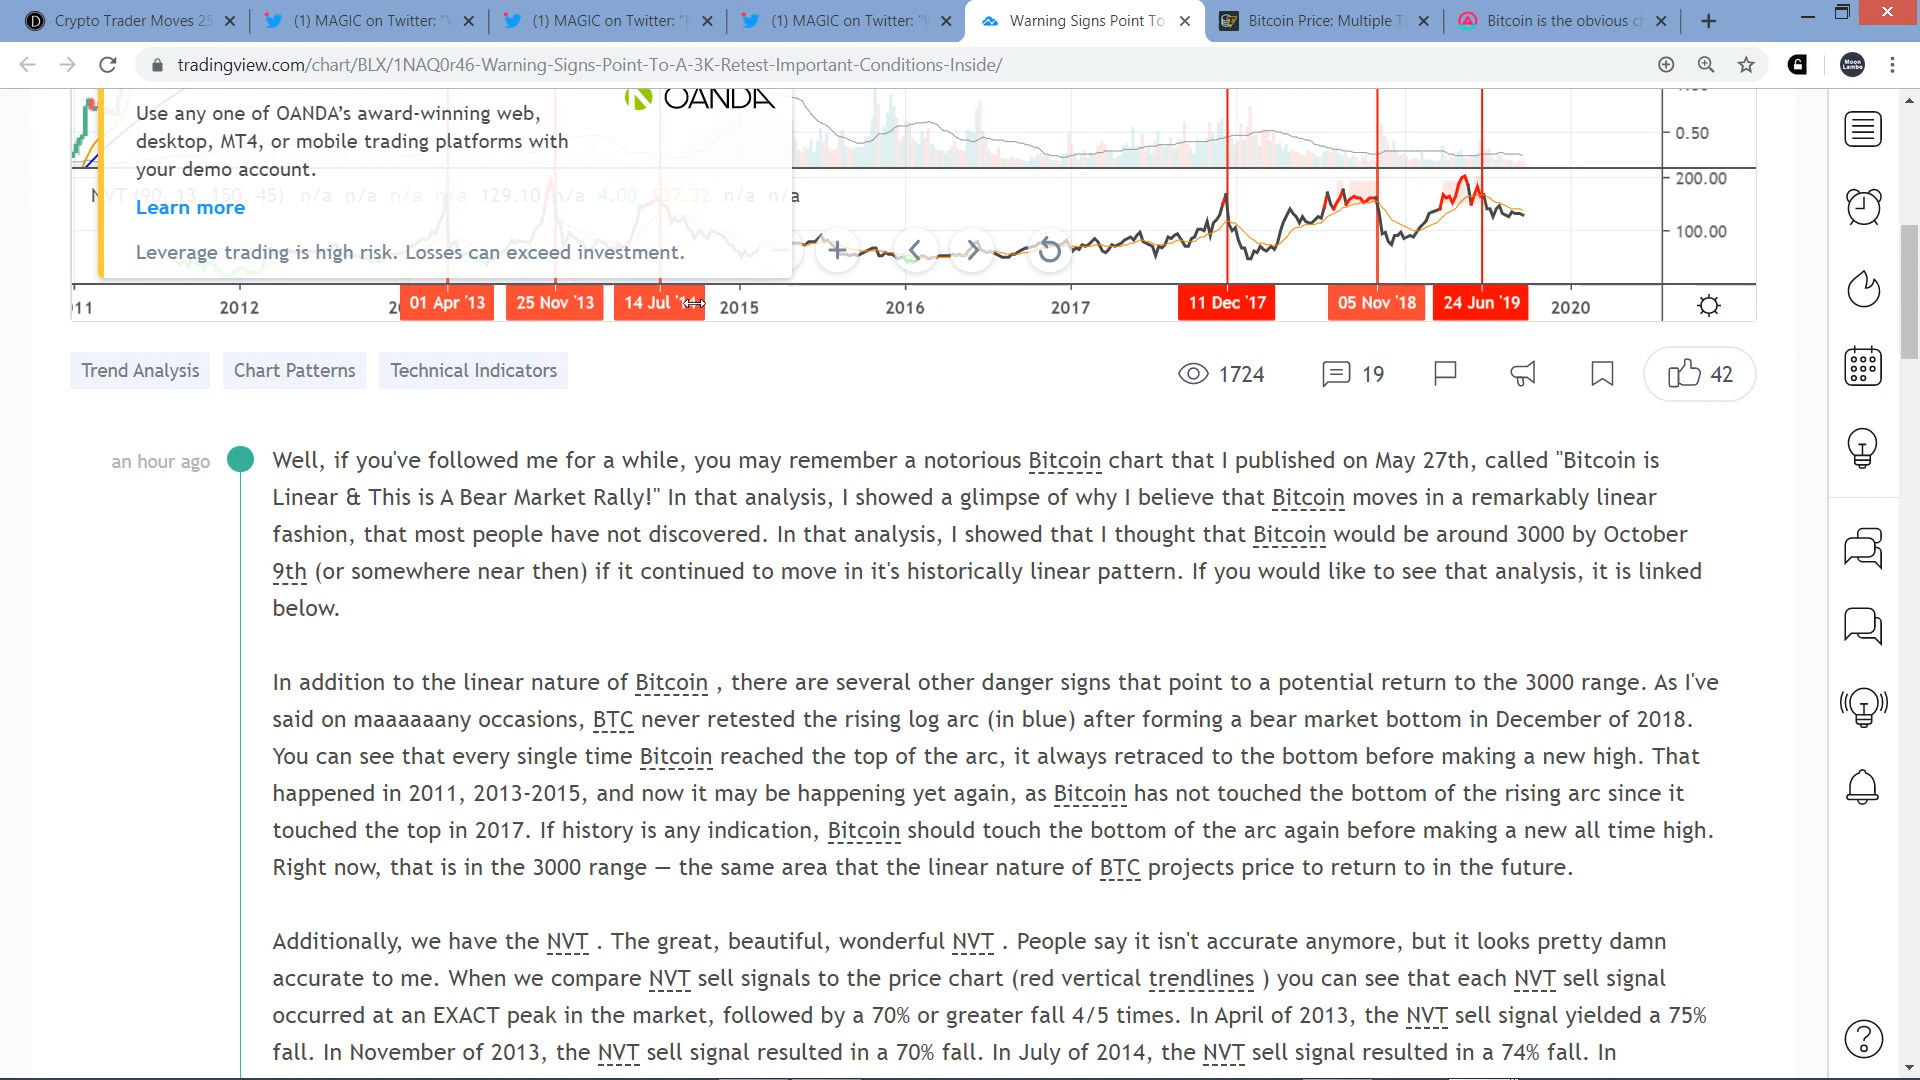 Crypto Trader Moves 25
(1) MAGIC on Twitter: "
(1) MAGIC on Twitter: "
(1) MAGIC on Twitter: "
Warning Signs Point To
Bitcoin Price: Multiple T
Bitcoin is the obvious c
tradingview.com/chart/BLX/1NAQ0r46-Warning-Signs-Point-To-A-3K-Retest-Important-Conditions-Inside/
Moon Lambo
OANDA
Use any one of OANDA's award-winning web,
desktop, MT4, or mobile trading platforms with
your demo account.
Learn more
Leverage trading is high risk. Losses can exceed investment.
0.50
200.00
100.00
NVT (90, 13, 150, 45) n/a n/a n/a n/a 129.10 n/a 4.00 n/a n/a
2012
01 Apr '13
25 Nov '13
14 Jul
2015
2016
2017
11 Dec '17
05 Nov '18
24 Jun '19
2020
Trend Analysis
Chart Patterns
Technical Indicators
1724
19
42
an hour ago
Well, if you've followed me for a while, you may remember a notorious Bitcoin chart that I published on May 27th, called "Bitcoin is
Linear & This is A Bear Market Rally!" In that analysis, I showed a glimpse of why I believe that Bitcoin moves in a remarkably linear
fashion, that most people have not discovered. In that analysis, I showed that I thought that Bitcoin would be around 3000 by October
9th (or somewhere near then) if it continued to move in it's historically linear pattern. If you would like to see that analysis, it is linked
below.
In addition to the linear nature of Bitcoin , there are several other danger signs that point to a potential return to the 3000 range. As I've
said on maaaaaany occasions, BTC never retested the rising log arc (in blue) after forming a bear market bottom in December of 2018.
You can see that every single time Bitcoin reached the top of the arc, it always retraced to the bottom before making a new high. That
happened in 2011, 2013-2015, and now it may be happening yet again, as Bitcoin has not touched the bottom of the rising arc since it
touched the top in 2017. If history is any indication, Bitcoin should touch the bottom of the arc again before making a new all time high.
Right now, that is in the 3000 range — the same area that the linear nature of BTC projects price to return to in the future.
Additionally, we have the NVT . The great, beautiful, wonderful NVT . People say it isn't accurate anymore, but it looks pretty damn
accurate to me. When we compare NVT sell signals to the price chart (red vertical trendlines ) you can see that each NVT sell signal
occurred at an EXACT peak in the market, followed by a 70% or greater fall 4/5 times. In April of 2013, the NVT sell signal yielded a 75%
fall. In November of 2013, the NVT sell signal resulted in a 70% fall. In July of 2014, the NVT sell signal resulted in a 74% fall. In